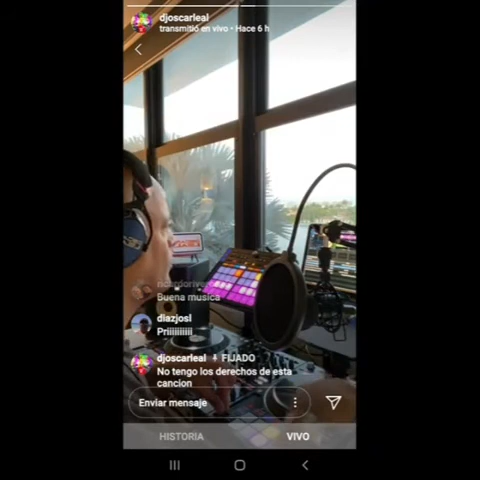 djoscarleal
transmitió en vivo • Hace 6 h
Buena musica
diazjosl
Priiiiiiiiiii
djoscarleal FIJADO
No tengo los derechos de esta
cancion
Enviar mensaje
HISTORIA VIVO